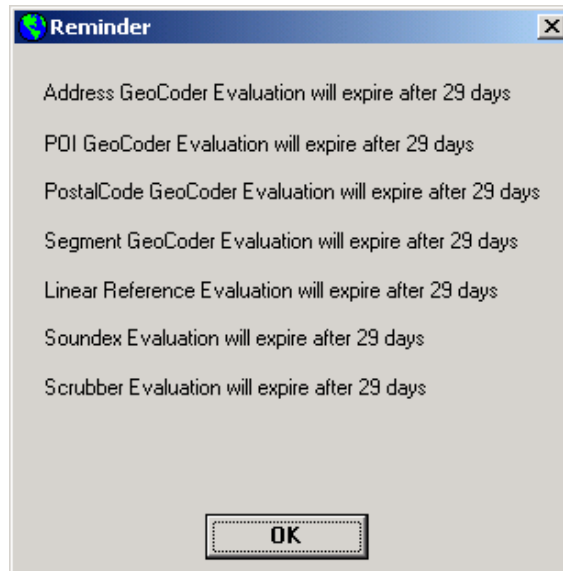 Reminder
Address GeoCoder Evaluation will expire after 29 days
POI GeoCoder Evaluation will expire after 29 days
PostalCode GeoCoder Evaluation will expire after 29 days
Segment GeoCoder Evaluation will expire after 29 days
Linear Reference Evaluation will expire after 29 days
Soundex Evaluation will expire after 29 days
Scrubber Evaluation will expire after 29 days
OK